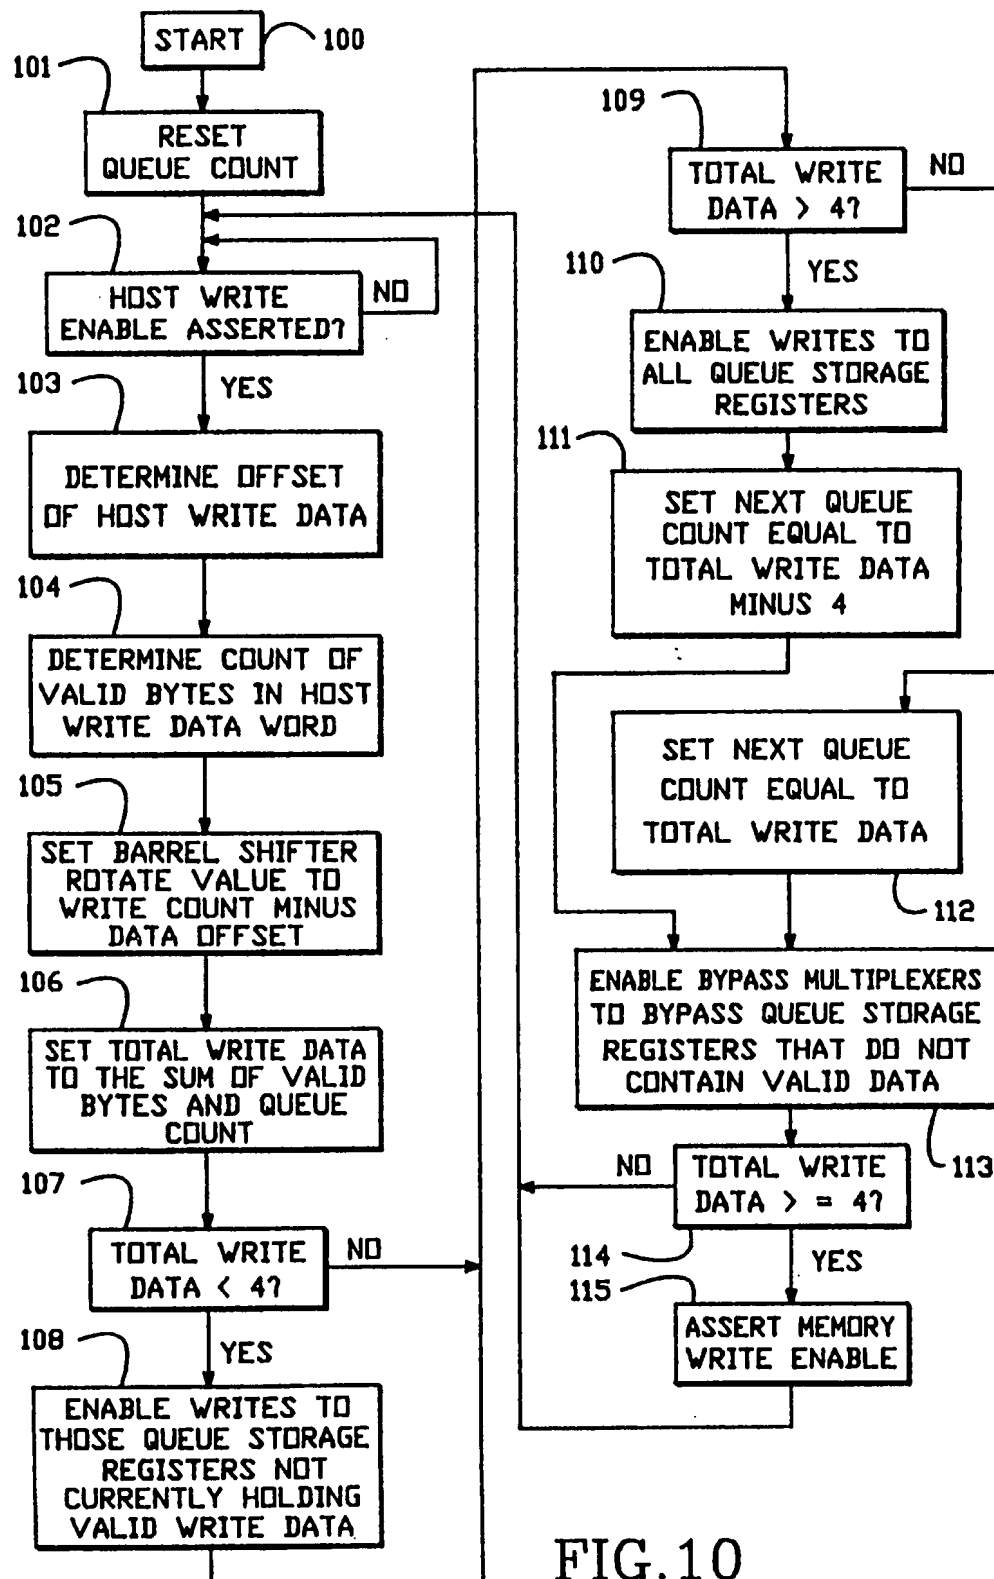 START
100
101
RESET
QUEUE COUNT
102
HOST WRITE
ENABLE ASSERTED?
NO
YES
103
DETERMINE OFFSET
OF HOST WRITE DATA
104
DETERMINE COUNT OF
VALID BYTES IN HOST
WRITE DATA WORD
105
SET BARREL SHIFTER
ROTATE VALUE TO
WRITE COUNT MINUS
DATA OFFSET
106
SET TOTAL WRITE DATA
TO THE SUM OF VALID
BYTES AND QUEUE
COUNT
107
TOTAL WRITE
DATA < 4?
NO
YES
108
ENABLE WRITES TO
THOSE QUEUE STORAGE
REGISTERS NOT
CURRENTLY HOLDING
VALID WRITE DATA
109
TOTAL WRITE
DATA > 4?
NO
YES
110
ENABLE WRITES TO
ALL QUEUE STORAGE
REGISTERS
111
SET NEXT QUEUE
COUNT EQUAL TO
TOTAL WRITE DATA
MINUS 4
SET NEXT QUEUE
COUNT EQUAL TO
TOTAL WRITE DATA
112
ENABLE BYPASS MULTIPLEXERS
TO BYPASS QUEUE STORAGE
REGISTERS THAT DO NOT
CONTAIN VALID DATA
113
TOTAL WRITE
DATA > = 4?
NO
114
YES
115
ASSERT MEMORY
WRITE ENABLE
FIG.10